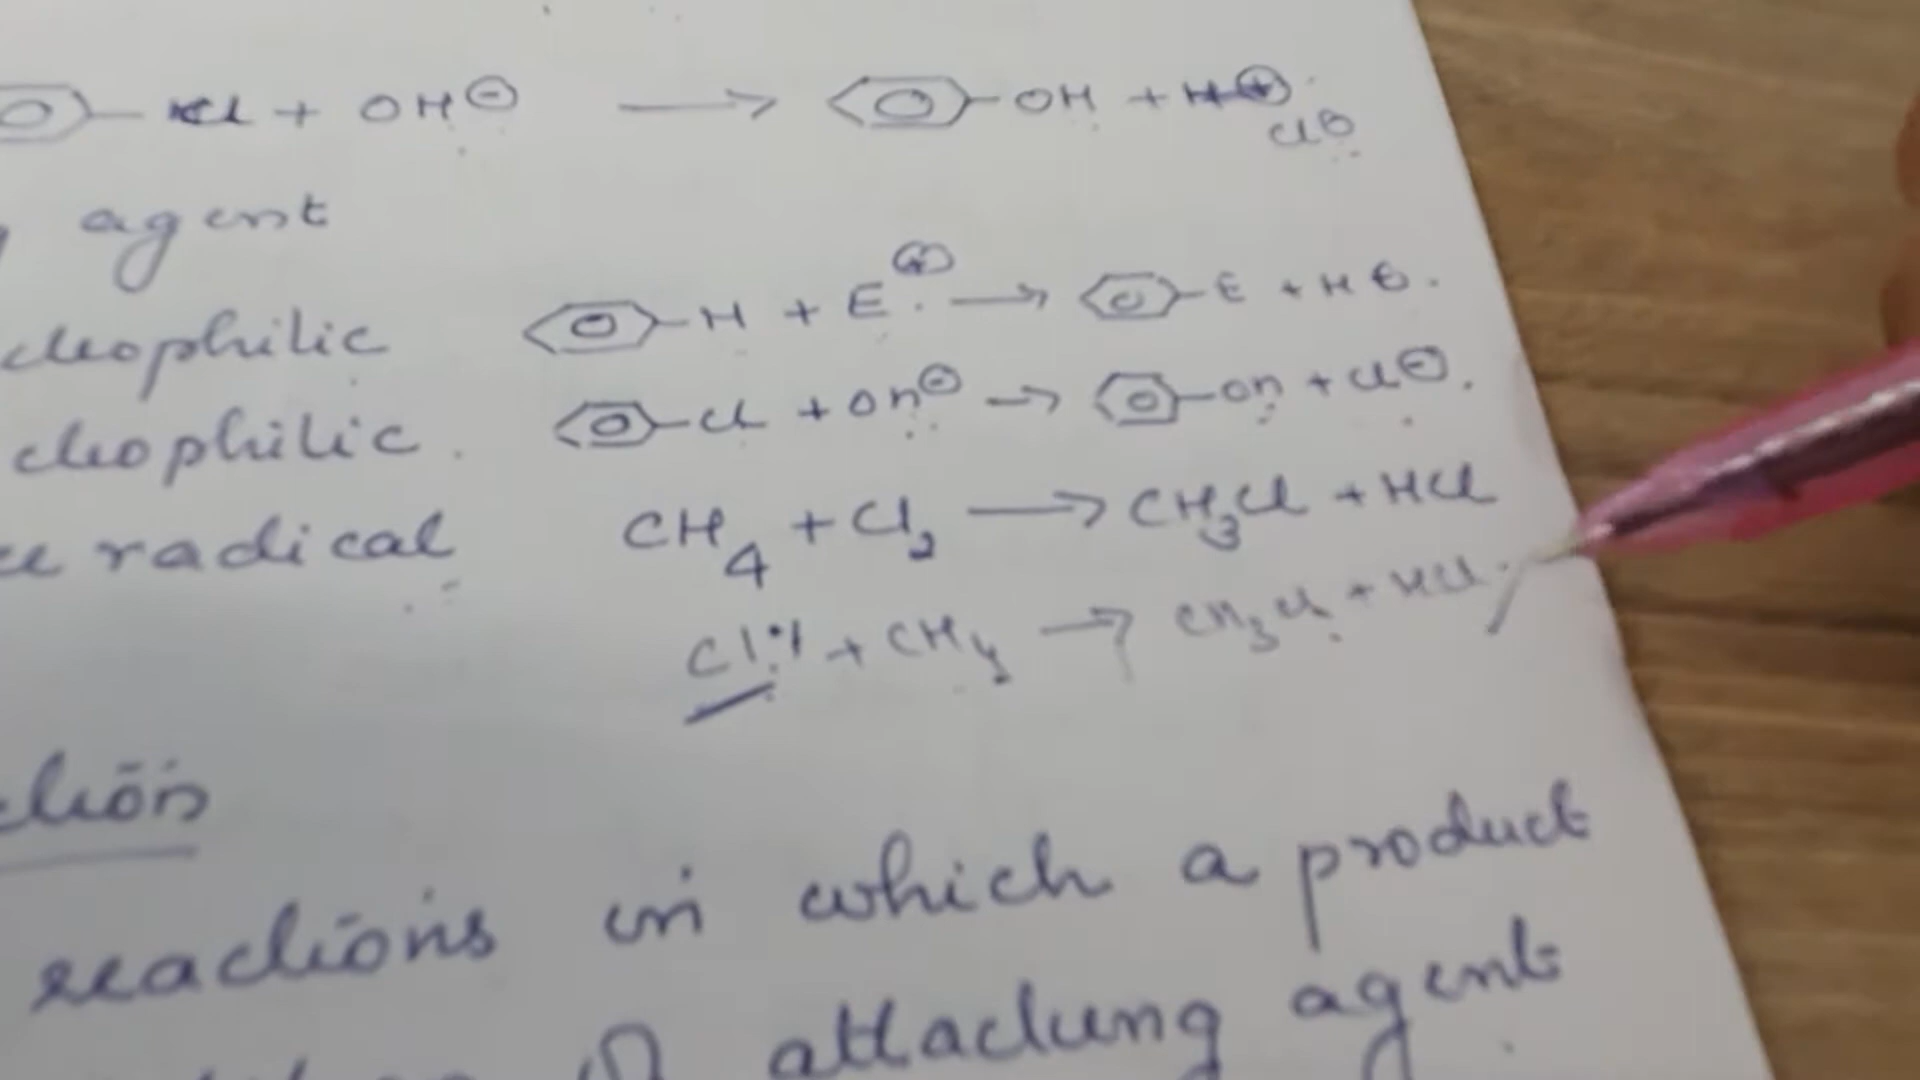 Cl + OH⊖ → OH + H⊕
Cl⊖
agent
cleophilic H + E⊕ → E + H⊕.
cleophilic. Cl + OH⊖ → OH + Cl⊖.
radical CH4 + Cl2 → CH3Cl + HCl
Cl + CH4 → CH3Cl + HCl
ction
reactions in which a product
attacking agent